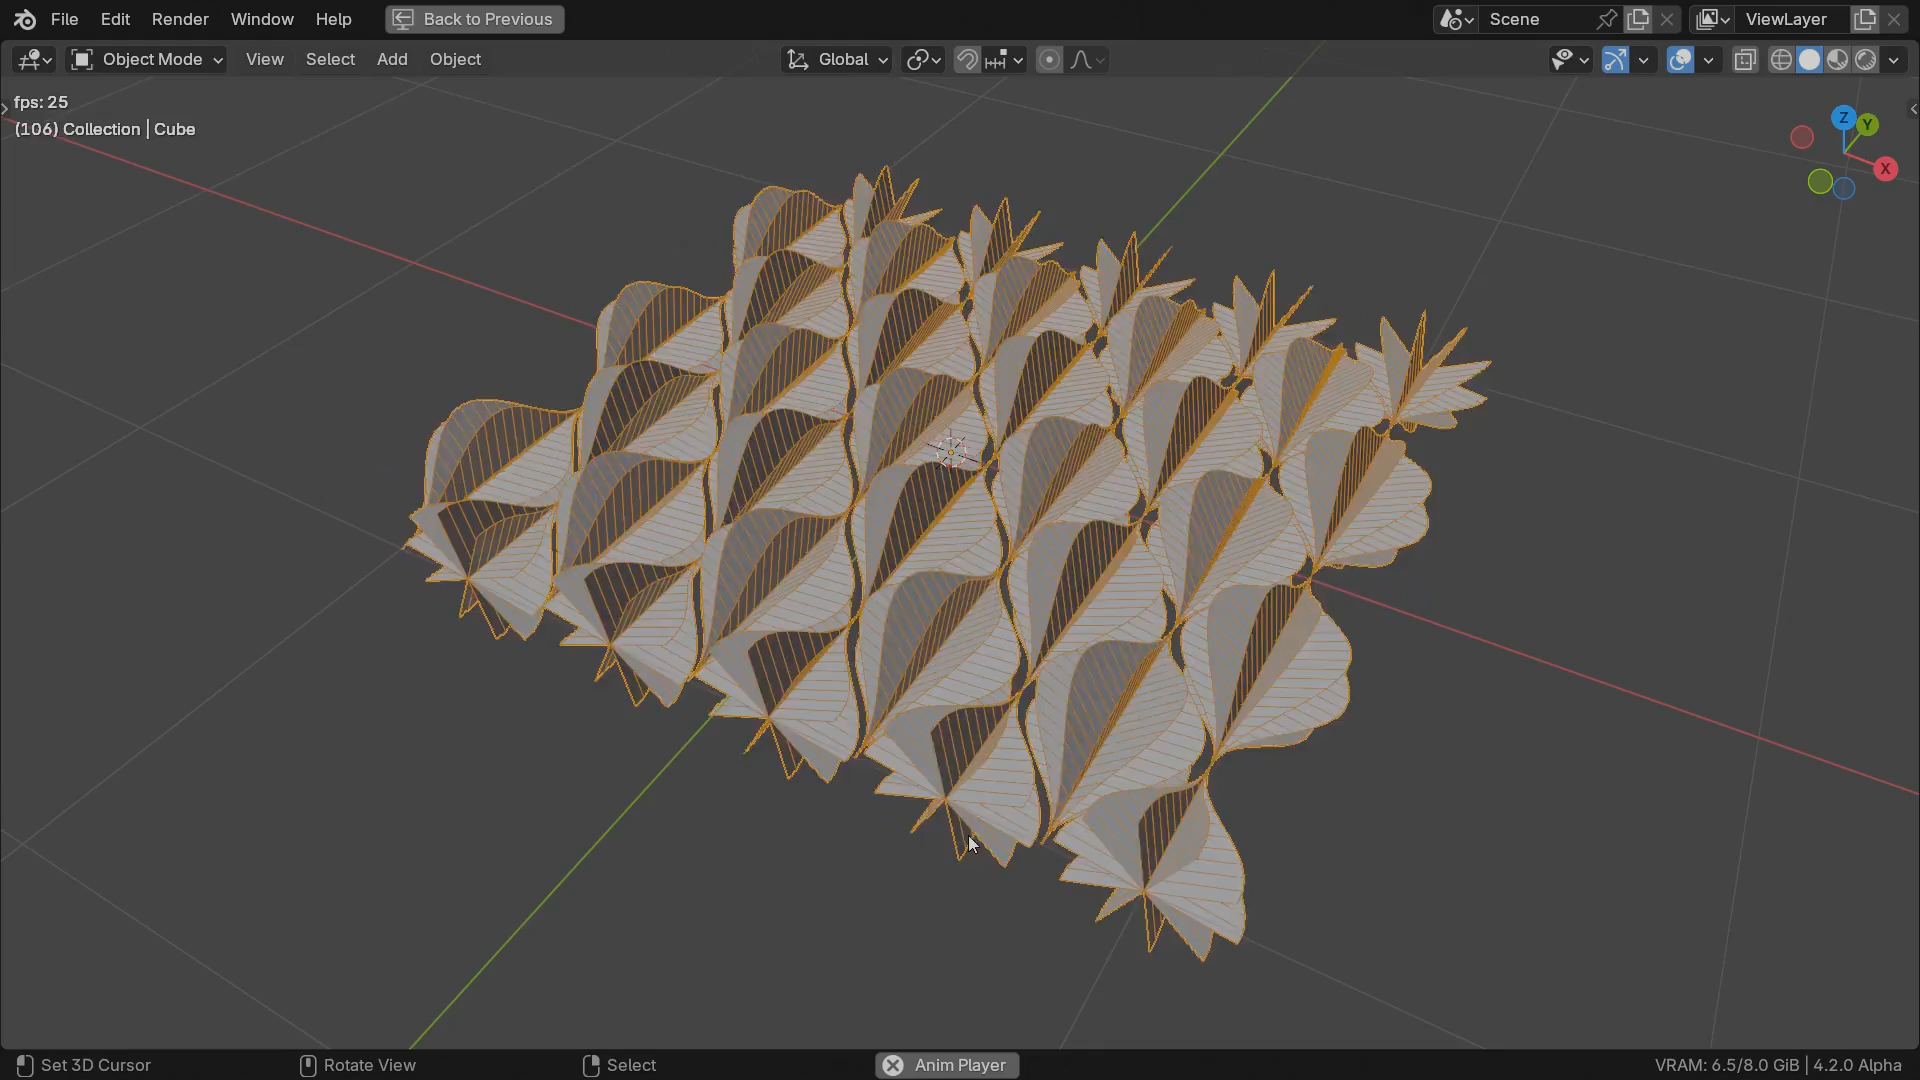 File Edit Render Window Help Back to Previous Scene ViewLayer
Object Mode View Select Add Object Global
fps: 25
(106) Collection | Cube
Z Y
X
Set 3D Cursor Rotate View Select Anim Player VRAM: 6.5/8.0 GiB | 4.2.0 Alpha